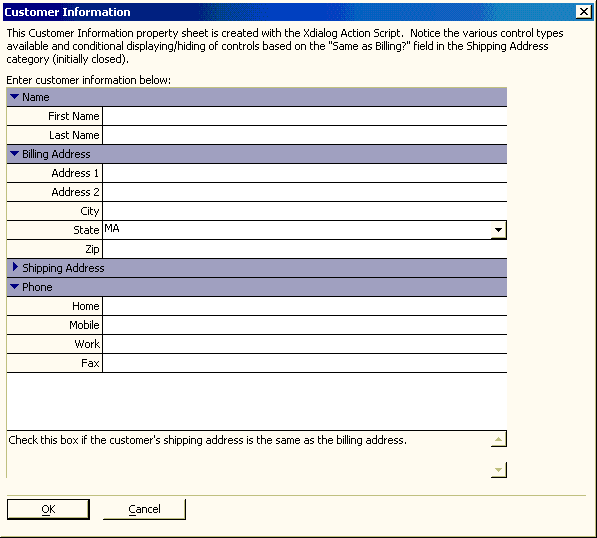 Customer Information
This Customer Information property sheet is created with the Xdialog Action Script. Notice the various control types
available and conditional displaying/hiding of controls based on the "Same as Billing?" field in the Shipping Address
category (initially closed).
Enter customer information below:
Name
First Name
Last Name
Billing Address
Address 1
Address 2
City
State MA
Zip
Shipping Address
Phone
Home
Mobile
Work
Fax
Check this box if the customer's shipping address is the same as the billing address.
OK Cancel